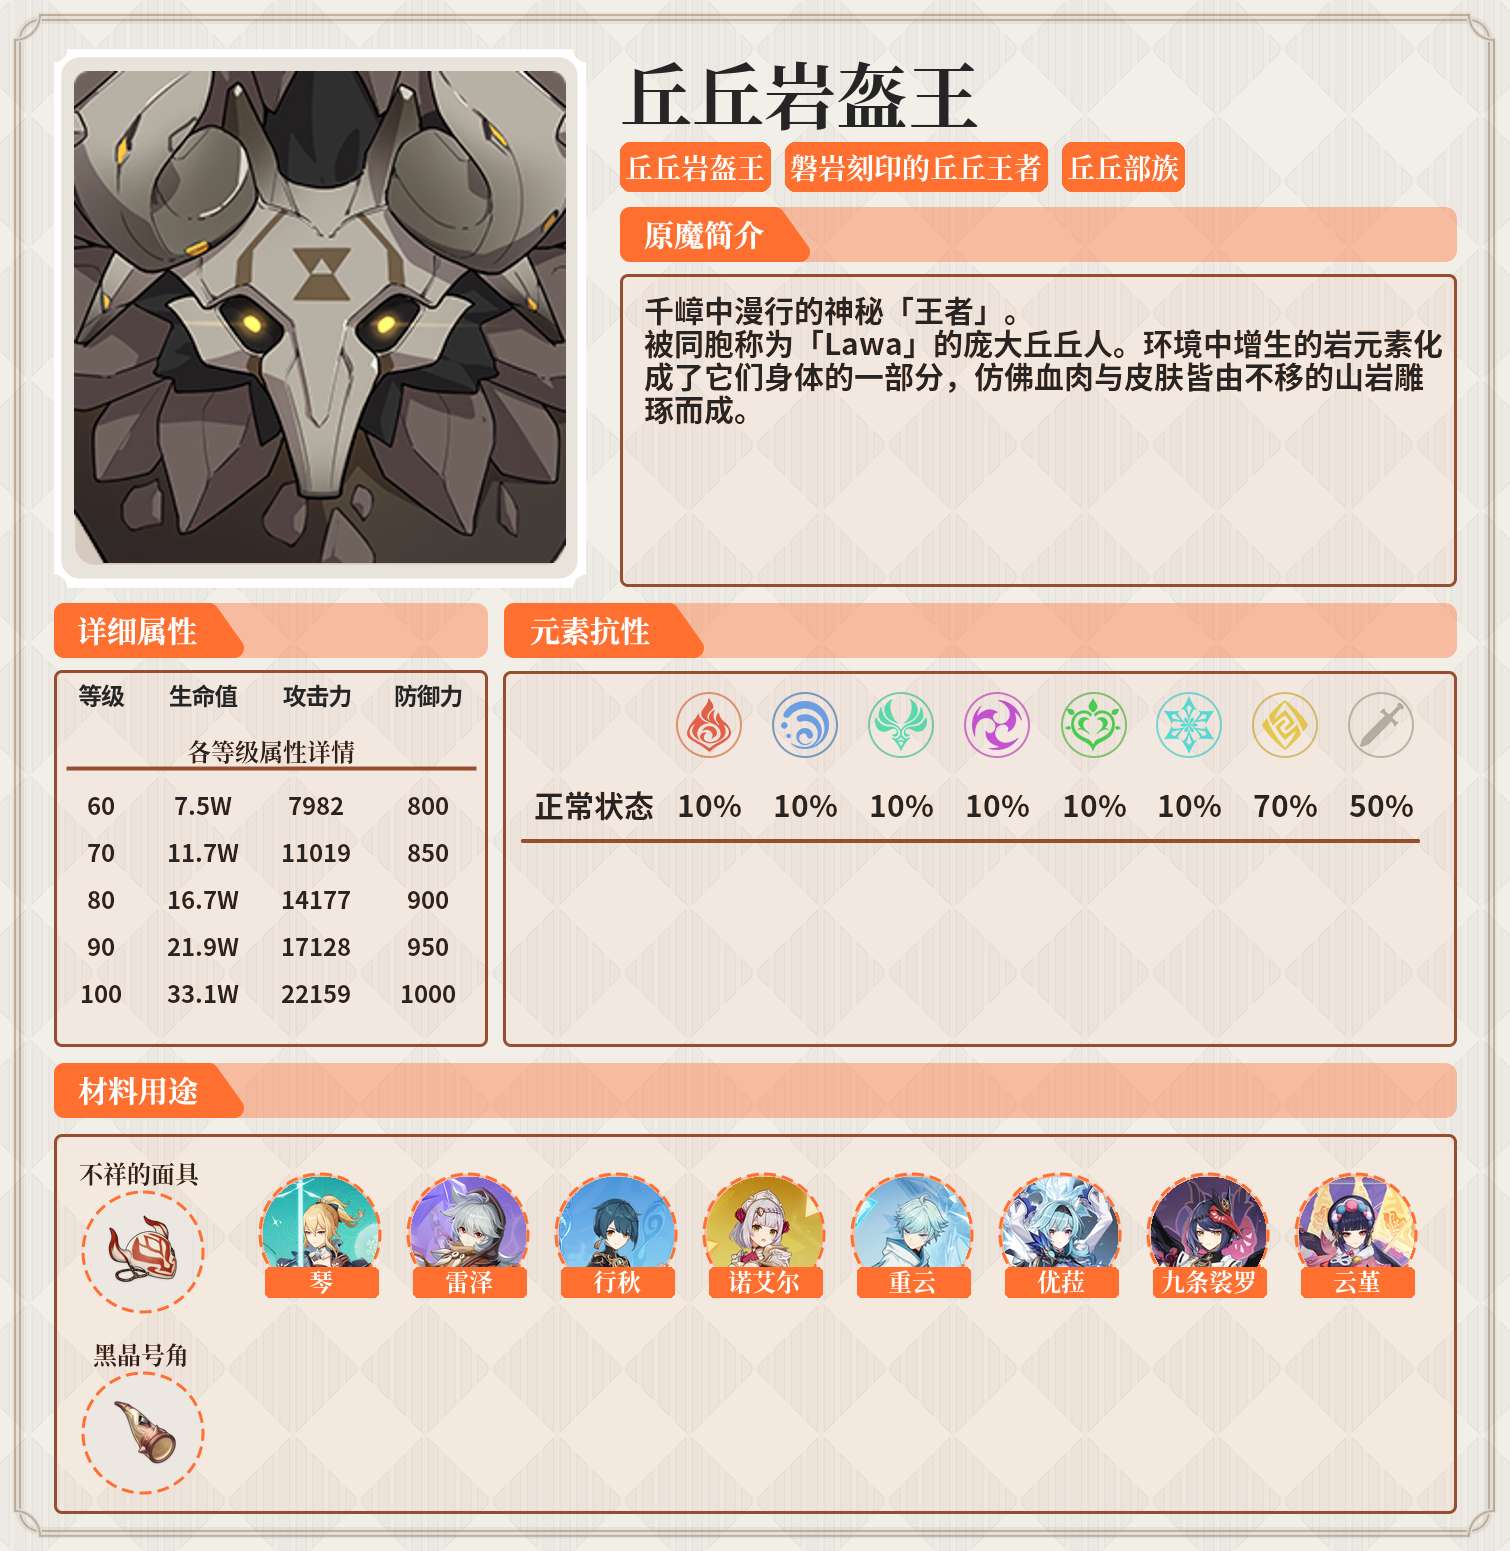 丘丘岩盔王
丘丘岩盔王 磐岩刻印的丘丘王者 丘丘部族
原魔简介
千嶂中漫行的神秘「王者」。
被同胞称为「Lawa」的庞大丘丘人。环境中增生的岩元素化
成了它们身体的一部分，仿佛血肉与皮肤皆由不移的山岩雕
琢而成。
详细属性
等级 生命值 攻击力 防御力
各等级属性详情
60 7.5W 7982 800
70 11.7W 11019 850
80 16.7W 14177 900
90 21.9W 17128 950
100 33.1W 22159 1000
元素抗性
正常状态 10% 10% 10% 10% 10% 10% 70% 50%
材料用途
不祥的面具
琴 雷泽 行秋 诺艾尔 重云 优菈 九条裟罗 云堇
黑晶号角